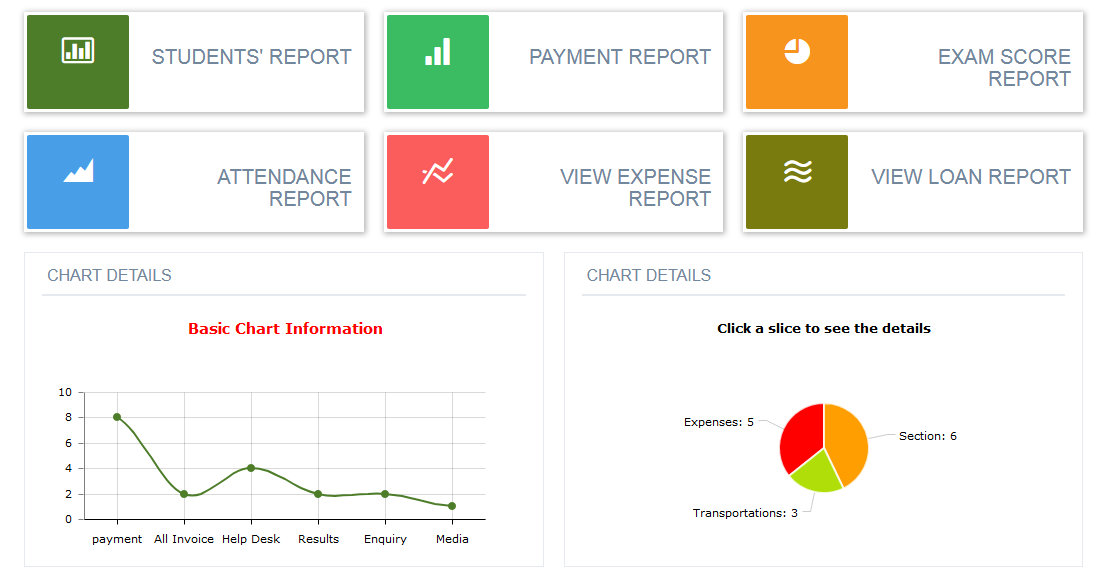 STUDENTS' REPORT
PAYMENT REPORT
EXAM SCORE
REPORT
ATTENDANCE
REPORT
VIEW EXPENSE
REPORT
VIEW LOAN REPORT
CHART DETAILS
Basic Chart Information
10
8
6
4
2
0
payment
All Invoice
Help Desk
Results
Enquiry
Media
CHART DETAILS
Click a slice to see the details
Expenses: 5
Section: 6
Transportations: 3